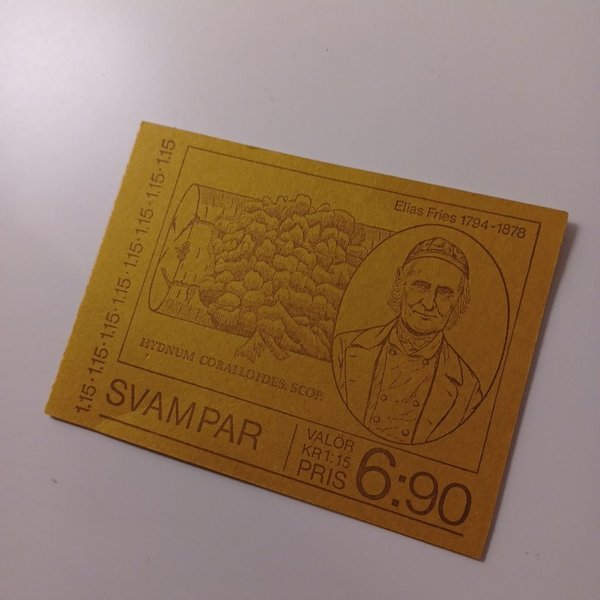 1.15 · 1.15 · 1.15 · 1.15 · 1.15 · 1.15 · 1.15
Elias Fries 1794-1878
HYDNUM CORALLOIDES. SCOP.
SVAMPAR
VALÖR
KR 1:15
PRIS
6:90